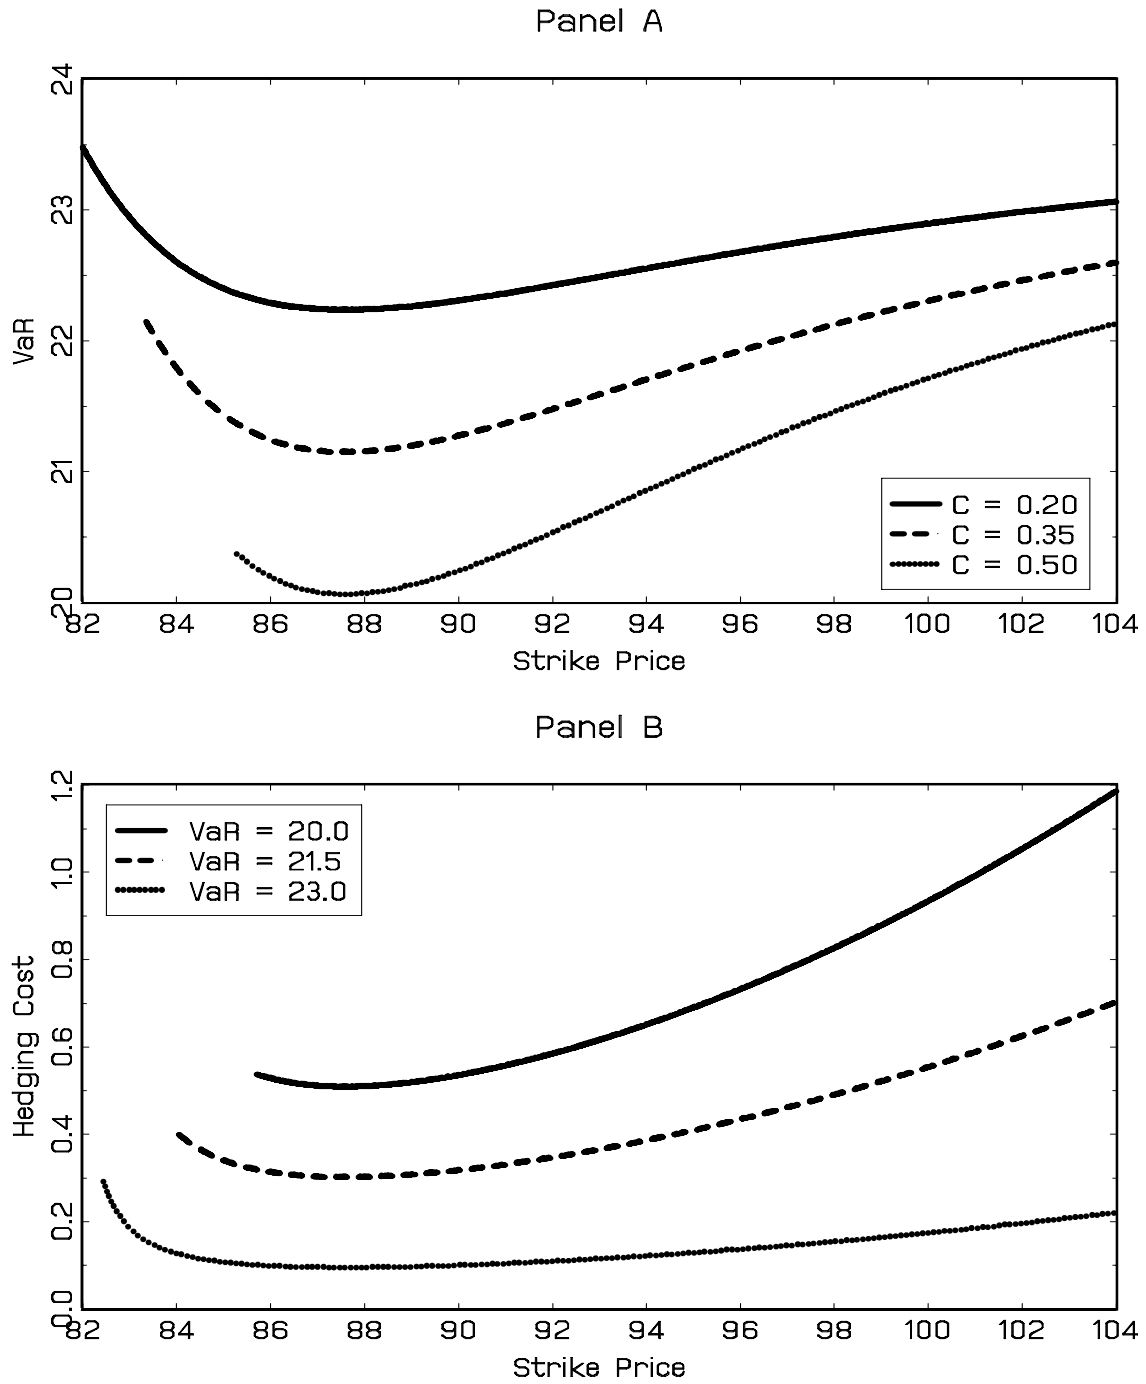 Panel A
24
23
22
21
20
VaR
C = 0.20
C = 0.35
C = 0.50
82 84 86 88 90 92 94 96 98 100 102 104
Strike Price
Panel B
1.2
1.0
0.8
0.6
0.4
0.2
0.0
Hedging Cost
VaR = 20.0
VaR = 21.5
VaR = 23.0
82 84 86 88 90 92 94 96 98 100 102 104
Strike Price